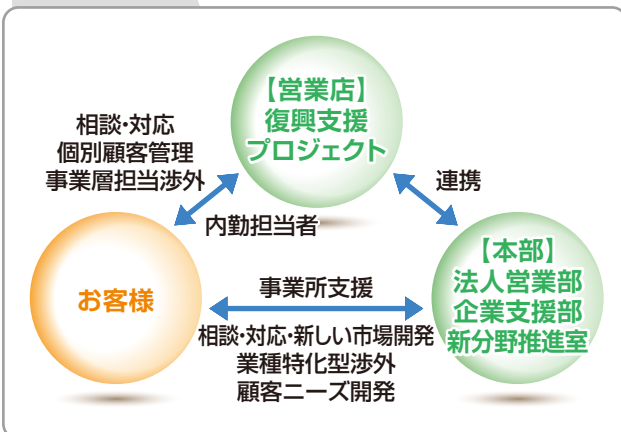 【営業店】
復興支援
プロジェクト
相談・対応
個別顧客管理
事業層担当渉外
連携
内勤担当者
お客様
事業所支援
【本部】
法人営業部
企業支援部
新分野推進室
相談・対応・新しい市場開発
業種特化型渉外
顧客ニーズ開発